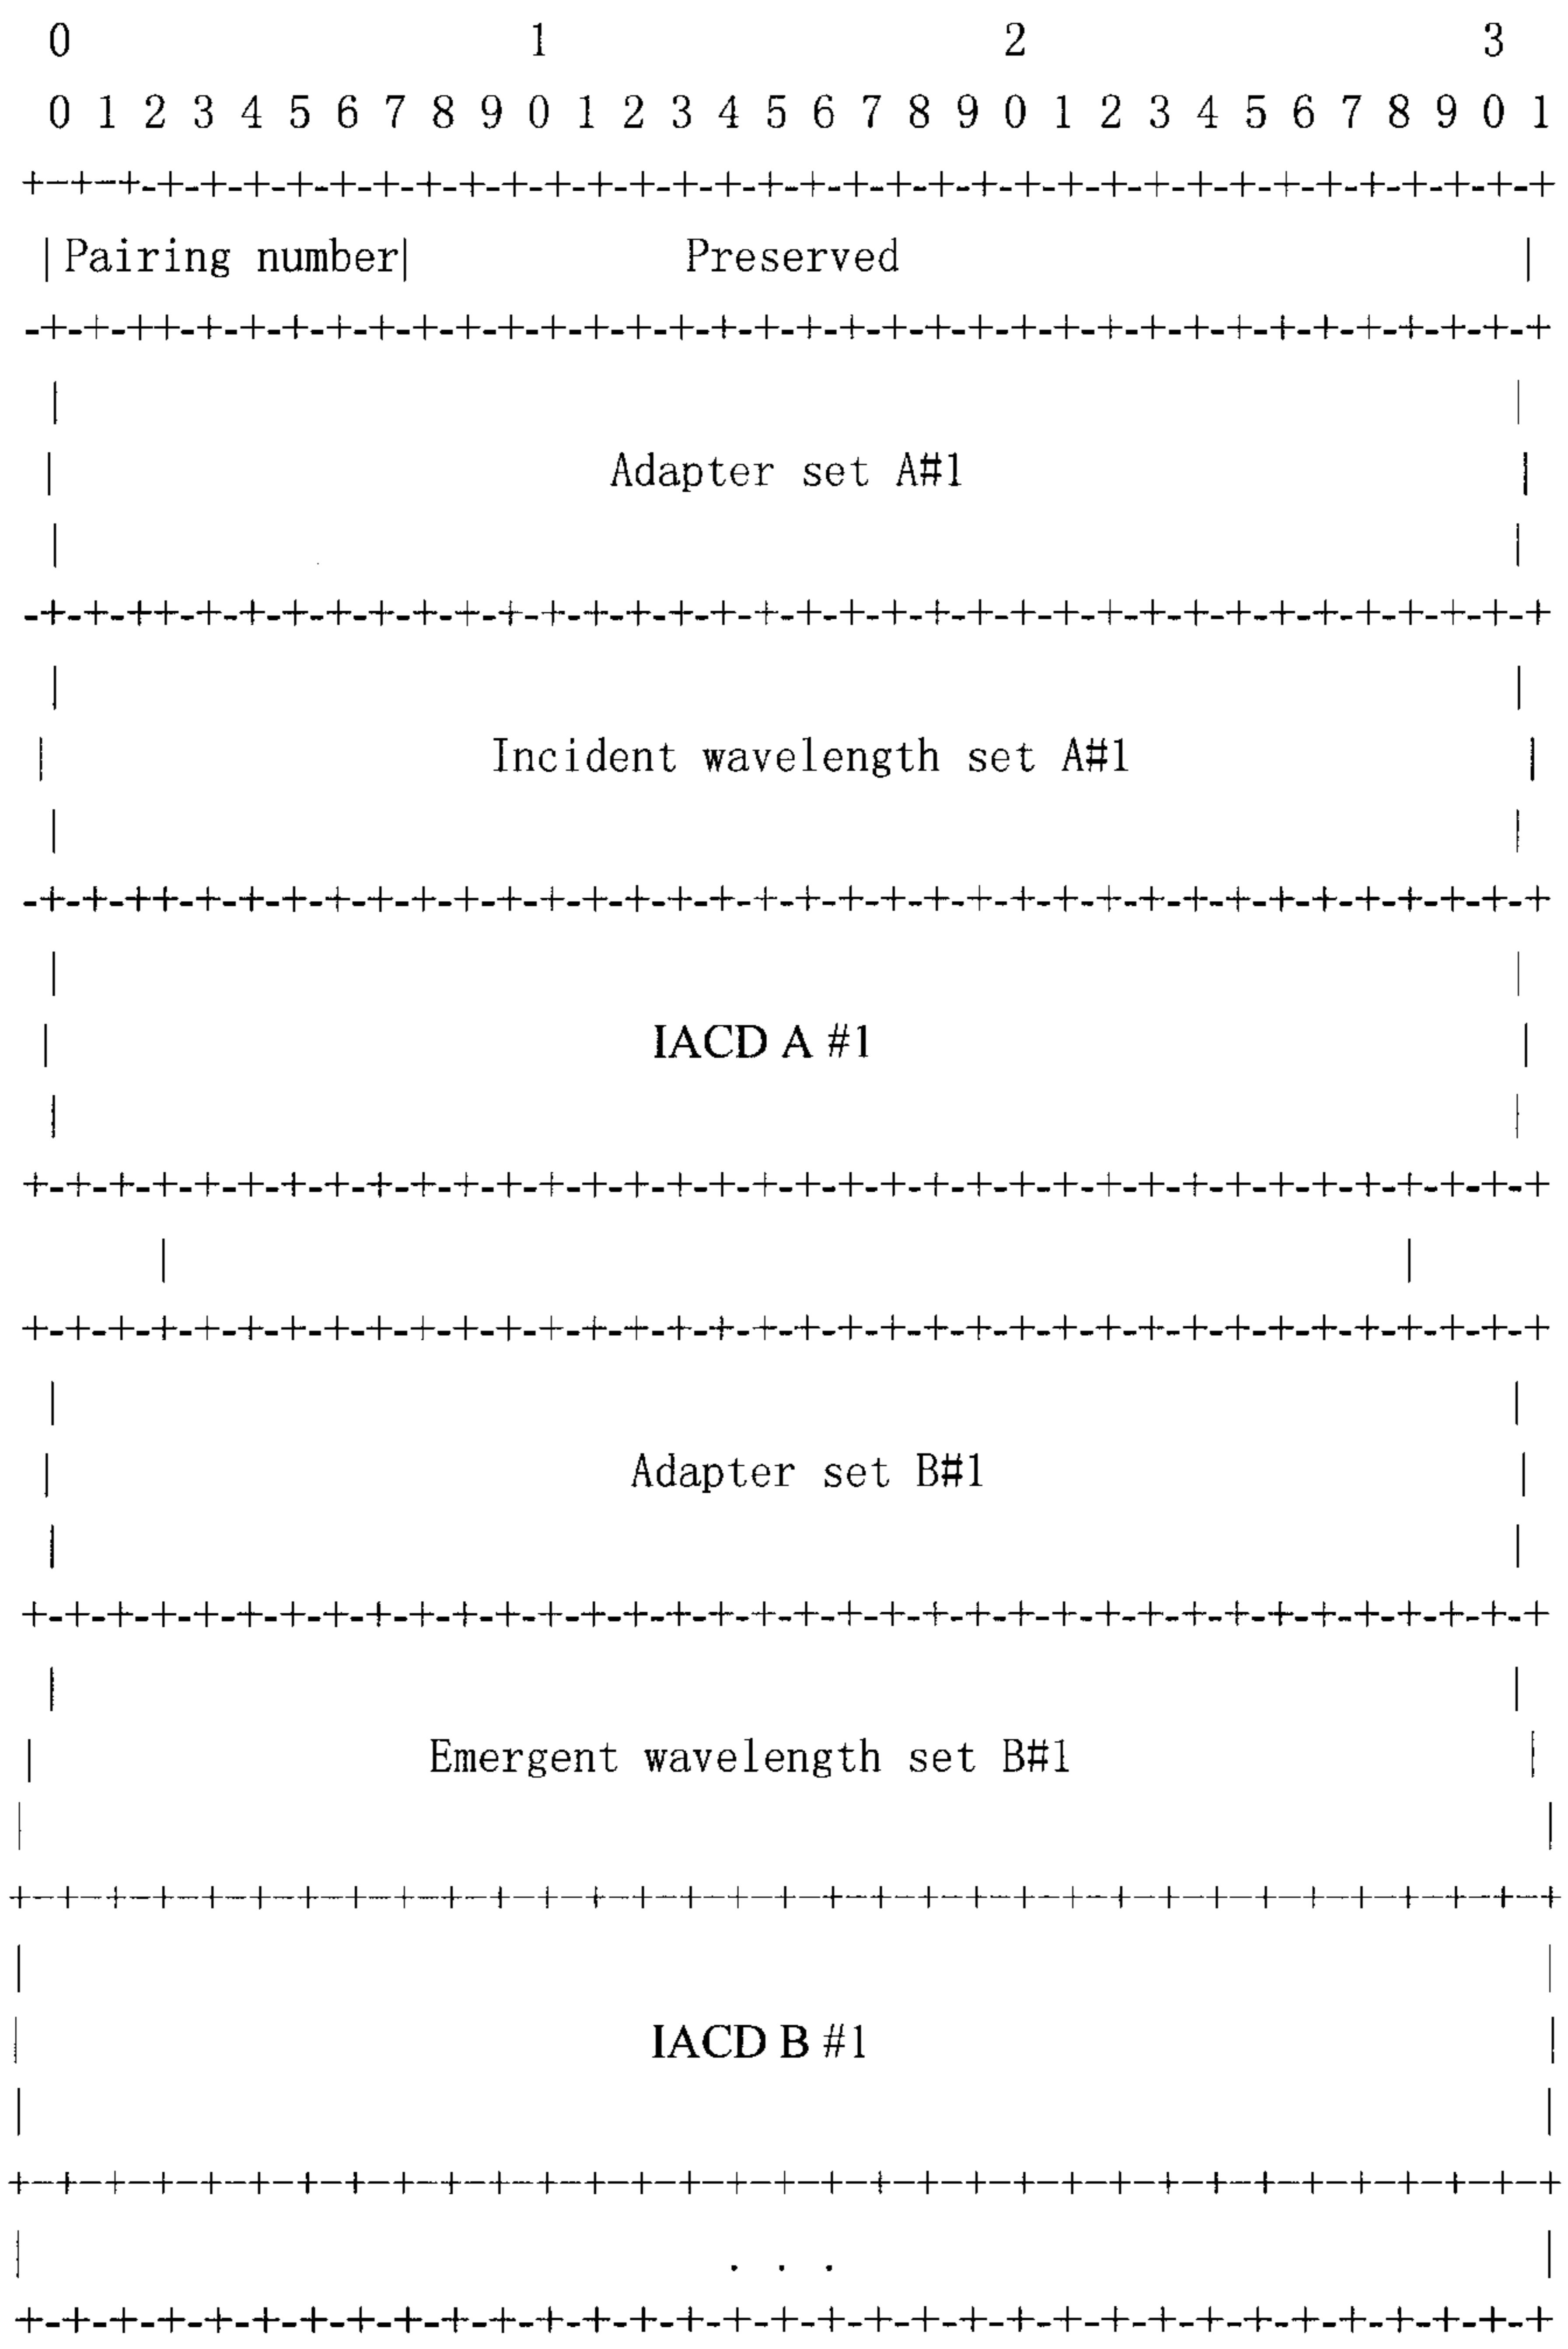 0 1 2 3
0 1 2 3 4 5 6 7 8 9 0 1 2 3 4 5 6 7 8 9 0 1 2 3 4 5 6 7 8 9 0 1
+--+--+-+-+-+-+-+-+-+-+-+-+-+-+-+-+-+-+-+-+-+-+-+-+-+-+-+-+-+-+-+-+-+-+
|Pairing number| Preserved |
-+-+-++-+-+-+-+-+-+-+-+-+-+-+-+-+-+-+-+-+-+-+-+-+-+-+-+-+-+-+-+-+-+-+-+
| |
| Adapter set A#1 |
| |
-+-+-++-+-+-+-+-+-+-+-+-+-+-+-+-+-+-+-+-+-+-+-+-+-+-+-+-+-+-+-+-+-+-+-+
| |
| Incident wavelength set A#1 |
| |
-+-+-++-+-+-+-+-+-+-+-+-+-+-+-+-+-+-+-+-+-+-+-+-+-+-+-+-+-+-+-+-+-+-+-+
| |
| IACD A #1 |
| |
+-+-+-+-+-+-+-+-+-+-+-+-+-+-+-+-+-+-+-+-+-+-+-+-+-+-+-+-+-+-+-+-+-+-+-+
| |
+-+-+-+-+-+-+-+-+-+-+-+-+-+-+-+-+-+-+-+-+-+-+-+-+-+-+-+-+-+-+-+-+-+-+-+
| |
| Adapter set B#1 |
| |
+-+-+-+-+-+-+-+-+-+-+-+-+-+-+-+-+-+-+-+-+-+-+-+-+-+-+-+-+-+-+-+-+-+-+-+
| |
| Emergent wavelength set B#1 |
| |
+-+-+-+-+-+-+-+-+-+-+-+-+-+-+-+-+-+-+-+-+-+-+-+-+-+-+-+-+-+-+-+-+
| |
| IACD B #1 |
| |
+-+-+-+-+-+-+-+-+-+-+-+-+-+-+-+-+-+-+-+-+-+-+-+-+-+-+-+-+-+-+-+-+
| . . . |
+-+-+-+-+-+-+-+-+-+-+-+-+-+-+-+-+-+-+-+-+-+-+-+-+-+-+-+-+-+-+-+-+